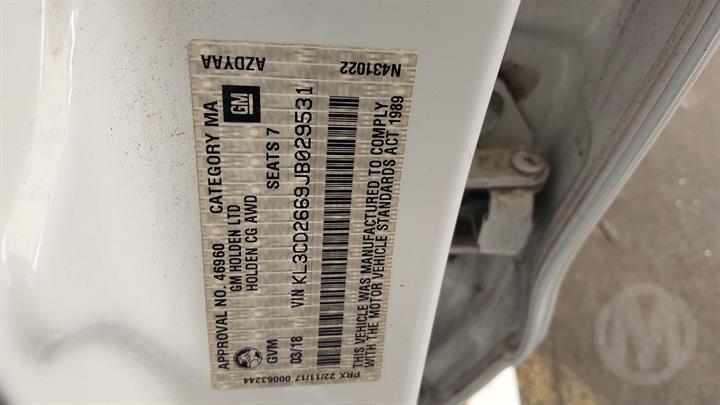 APPROVAL NO. 46960 CATEGORY MA
GM HOLDEN LTD
HOLDEN CG AWD
GM
AZDYAA
GVM SEATS 7
03/18
VIN KL3CD2669JB029531
THIS VEHICLE WAS MANUFACTURED TO COMPLY
WITH THE MOTOR VEHICLE STANDARDS ACT 1989
PRX 22/11/17 00063244
N431022
M